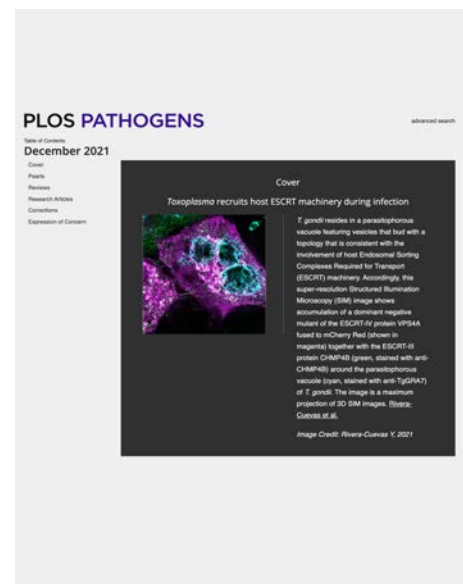 PLOS PATHOGENS
advanced search
Table of Contents
December 2021
Cover
Pearls
Reviews
Research Articles
Corrections
Expression of Concern
Cover
Toxoplasma recruits host ESCRT machinery during infection
T. gondii resides in a parasitophorous
vacuole featuring vesicles that bud with a
topology that is consistent with the
involvement of host Endosomal Sorting
Complexes Required for Transport
(ESCRT) machinery. Accordingly, this
super-resolution Structured Illumination
Microscopy (SIM) image shows
accumulation of a dominant negative
mutant of the ESCRT-IV protein VPS4A
fused to mCherry Red (shown in
magenta) together with the ESCRT-III
protein CHMP4B (green, stained with anti-
CHMP4B) around the parasitophorous
vacuole (cyan, stained with anti-TgGRA7)
of T. gondii. The image is a maximum
projection of 3D SIM images. Rivera-
Cuevas et al.
Image Credit: Rivera-Cuevas Y, 2021